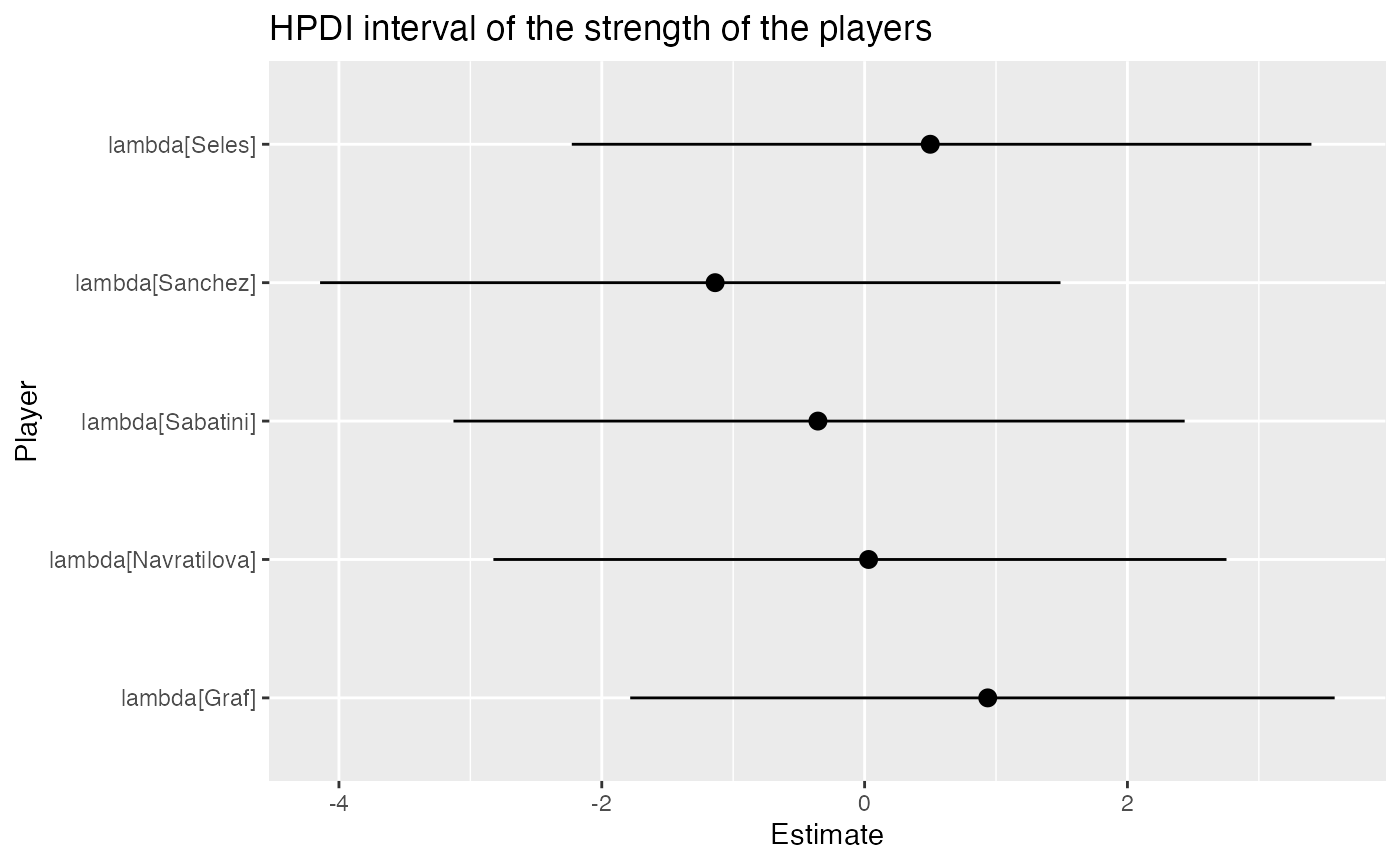 HPDI interval of the strength of the players
Player
lambda[Seles]
lambda[Sanchez]
lambda[Sabatini]
lambda[Navratilova]
lambda[Graf]
-4 -2 0 2
Estimate